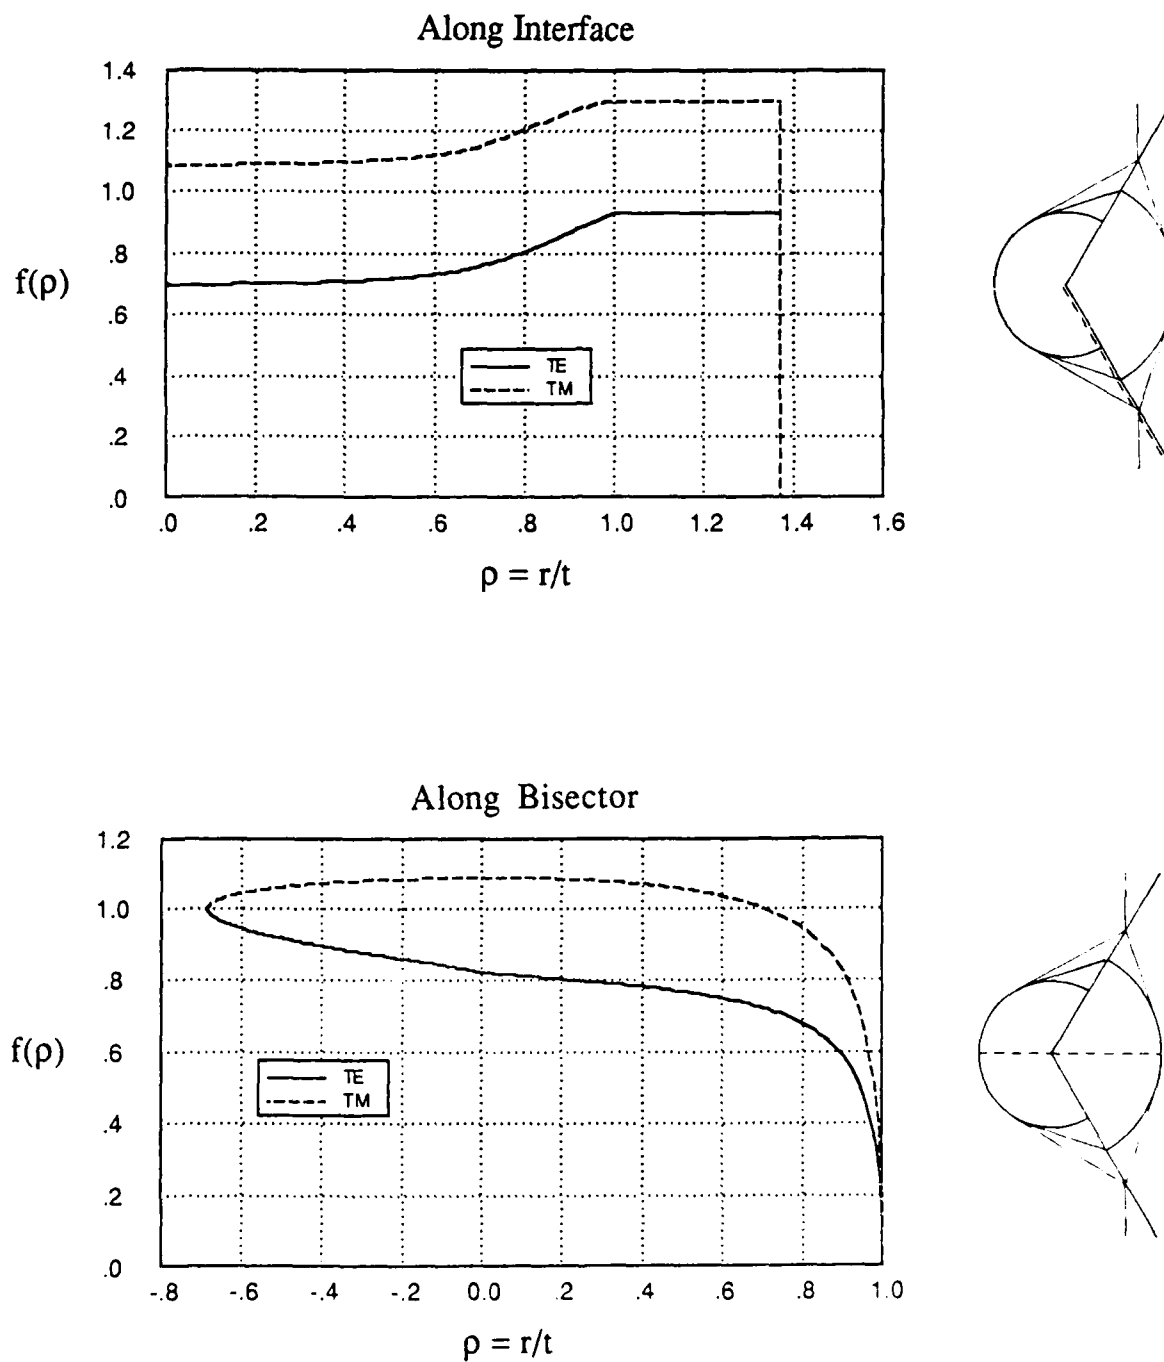 Along Interface
1.4
1.2
1.0
.8
.6
.4
.2
.0
f(ρ)
TE
TM
.0 .2 .4 .6 .8 1.0 1.2 1.4 1.6
ρ = r/t
Along Bisector
1.2
1.0
.8
.6
.4
.2
.0
f(ρ)
TE
TM
-.8 -.6 -.4 -.2 0.0 .2 .4 .6 .8 1.0
ρ = r/t